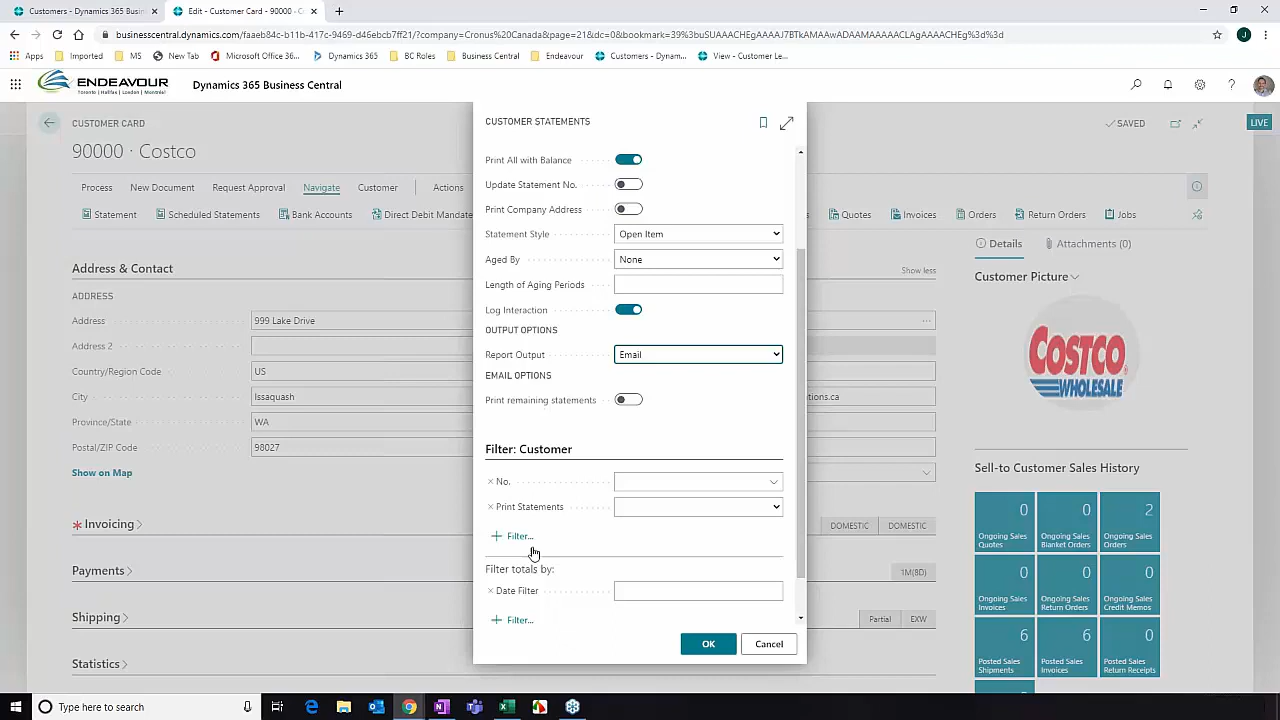 Customers - Dynamics 365 Busin
Edit - Customer Card - 90000 · C
businesscentral.dynamics.com/faaeb84c-b11b-417c-9469-d46ebcb7ff21/?company=Cronus%20Canada&page=21&dc=0&bookmark=
Apps
Imported
MS
New Tab
Microsoft Office 36...
Dynamics 365
BC Roles
Business Central
Endeavour
Customers - Dynam...
View - Customer Le...
J
ENDEAVOUR
Toronto | Halifax | London | Montréal
Dynamics 365 Business Central
CUSTOMER CARD
SAVED
LIVE
90000 · Costco
Process
New Document
Request Approval
Navigate
Customer
Actions
Statement
Scheduled Statements
Bank Accounts
Direct Debit Mandate
Quotes
Invoices
Orders
Return Orders
Jobs
Address & Contact
Show less
ADDRESS
Address
999 Lake Drive
Address 2
Country/Region Code
US
City
Issaquash
tions.ca
Province/State
WA
Postal/ZIP Code
98027
Show on Map
Invoicing
DOMESTIC
DOMESTIC
Payments
1M(8D)
Shipping
Partial
EXW
Statistics
CUSTOMER STATEMENTS
Print All with Balance
Update Statement No.
Print Company Address
Statement Style
Open Item
Aged By
None
Length of Aging Periods
Log Interaction
OUTPUT OPTIONS
Report Output
Email
EMAIL OPTIONS
Print remaining statements
Filter: Customer
× No.
× Print Statements
+ Filter...
Filter totals by:
× Date Filter
+ Filter...
OK
Cancel
Details
Attachments (0)
Customer Picture
COSTCO
WHOLESALE
Sell-to Customer Sales History
0
Ongoing Sales Quotes
0
Ongoing Sales Blanket Orders
2
Ongoing Sales Orders
0
Ongoing Sales Invoices
0
Ongoing Sales Return Orders
0
Ongoing Sales Credit Memos
6
Posted Sales Shipments
6
Posted Sales Invoices
0
Posted Sales Return Receipts
Type here to search